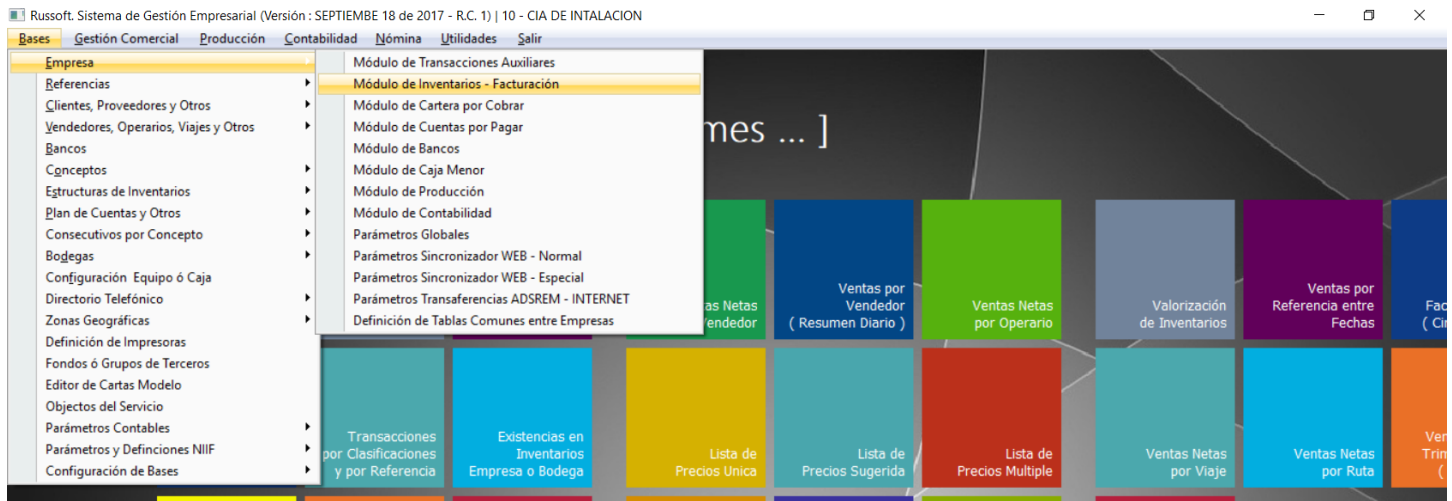 Russoft. Sistema de Gestión Empresarial (Versión : SEPTIEMBE 18 de 2017 - R.C. 1) | 10 - CIA DE INTALACION
Bases Gestión Comercial Producción Contabilidad Nómina Utilidades Salir
Empresa
Referencias
Clientes, Proveedores y Otros
Vendedores, Operarios, Viajes y Otros
Bancos
Conceptos
Estructuras de Inventarios
Plan de Cuentas y Otros
Consecutivos por Concepto
Bodegas
Configuración Equipo ó Caja
Directorio Telefónico
Zonas Geográficas
Definición de Impresoras
Fondos ó Grupos de Terceros
Editor de Cartas Modelo
Objectos del Servicio
Parámetros Contables
Parámetros y Definciones NIIF
Configuración de Bases
Módulo de Transacciones Auxiliares
Módulo de Inventarios - Facturación
Módulo de Cartera por Cobrar
Módulo de Cuentas por Pagar
Módulo de Bancos
Módulo de Caja Menor
Módulo de Producción
Módulo de Contabilidad
Parámetros Globales
Parámetros Sincronizador WEB - Normal
Parámetros Sincronizador WEB - Especial
Parámetros Transaferencias ADSREM - INTERNET
Definición de Tablas Comunes entre Empresas
mes ... ]
as Netas
endedor
Ventas por
Vendedor
( Resumen Diario )
Ventas Netas
por Operario
Valorización
de Inventarios
Ventas por
Referencia entre
Fechas
Fac
( Cir
Transacciones
por Clasificaciones
y por Referencia
Existencias en
Inventarios
Empresa o Bodega
Lista de
Precios Unica
Lista de
Precios Sugerida
Lista de
Precios Multiple
Ventas Netas
por Viaje
Ventas Netas
por Ruta
Ven
Trim
(